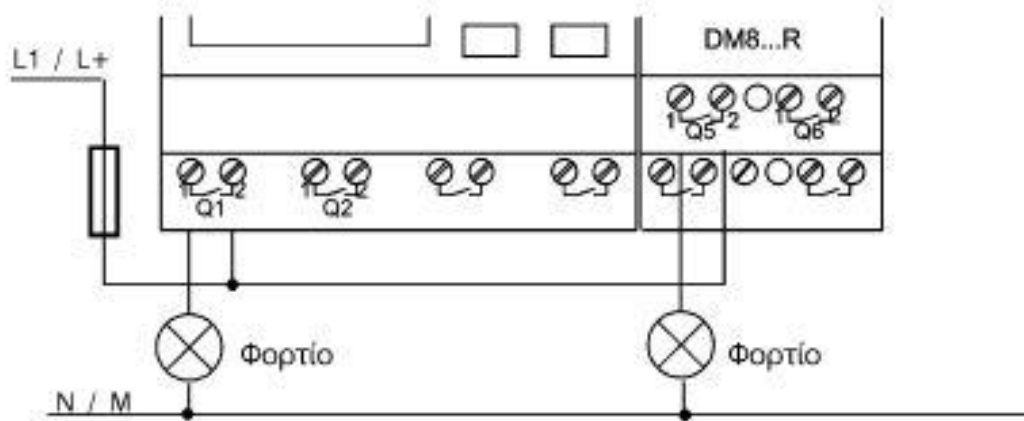 DM8...R
L1 / L+
1 Q5 2 1 Q6 2
1 Q1 2 1 Q2 2
Φορτίο Φορτίο
N / M